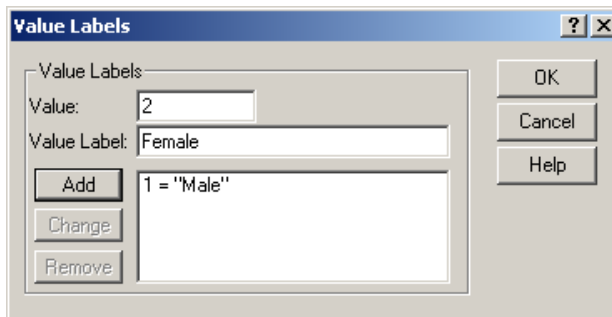 Value Labels
Value Labels
OK
Value: 2
Cancel
Value Label: Female
Help
Add
1 = "Male"
Change
Remove